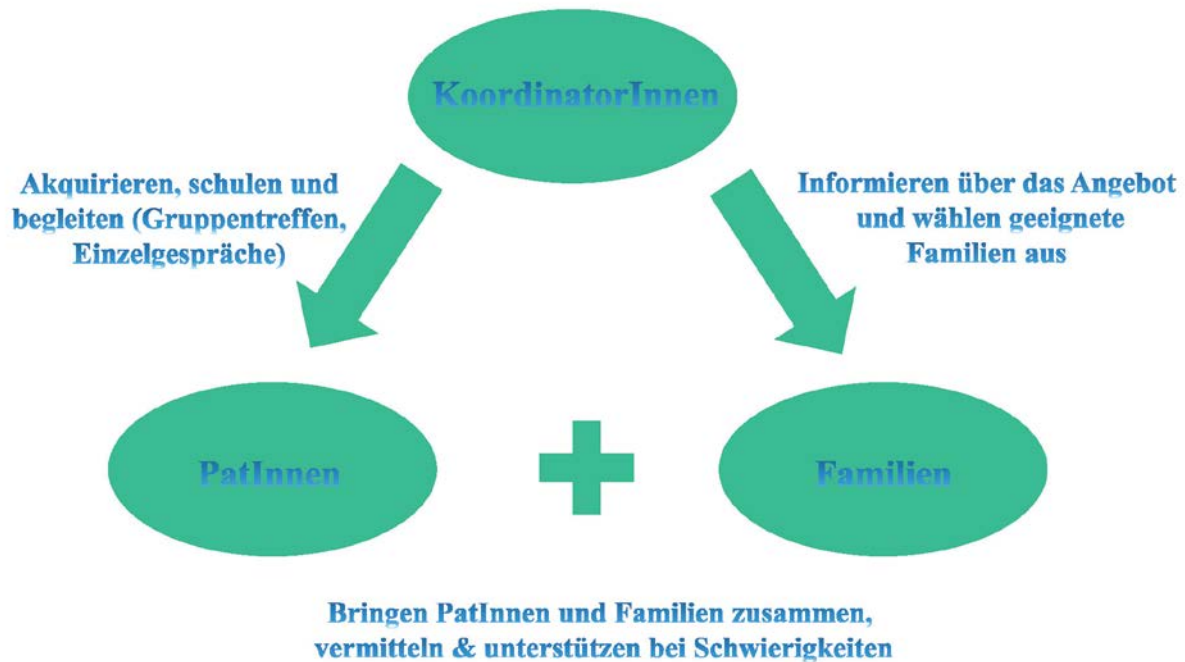 KoordinatorInnen
Akquirieren, schulen und
begleiten (Gruppentreffen,
Einzelgespräche)
Informieren über das Angebot
und wählen geeignete
Familien aus
PatInnen
Familien
Bringen PatInnen und Familien zusammen,
vermitteln & unterstützen bei Schwierigkeiten